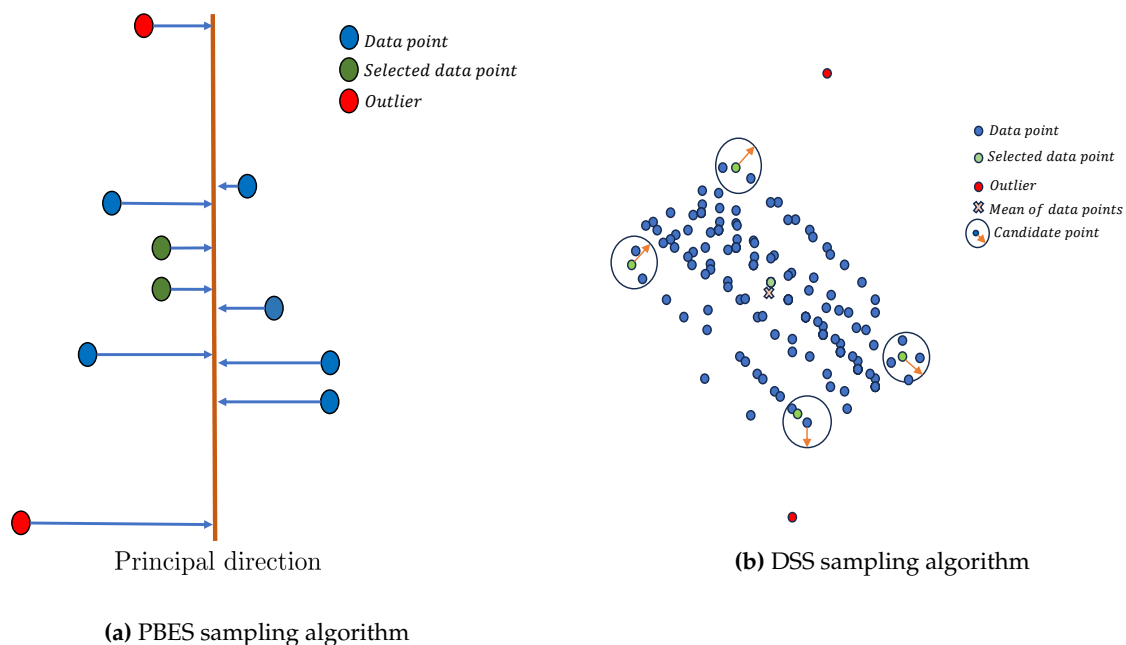 Data point
Selected data point
Outlier
Principal direction
(a) PBES sampling algorithm
Data point
Selected data point
Outlier
Mean of data points
Candidate point
(b) DSS sampling algorithm